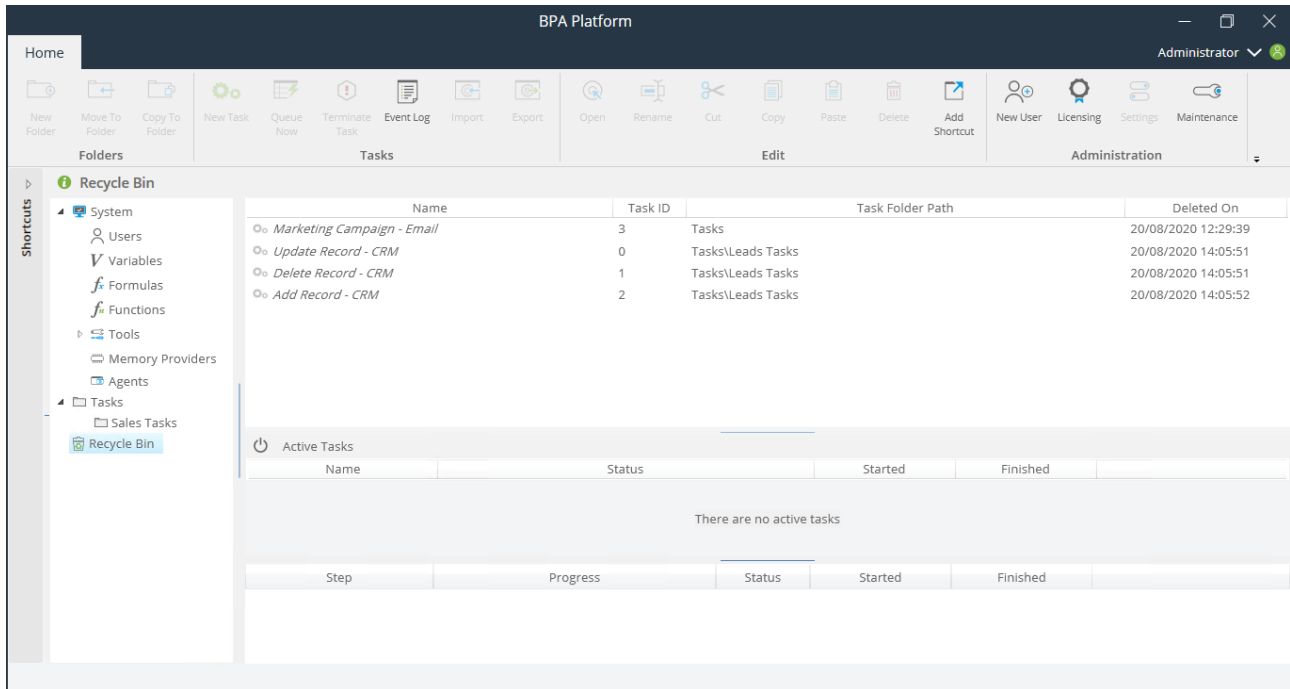 BPA Platform
Home
Administrator
New Folder
Move To Folder
Copy To Folder
New Task
Queue Now
Terminate Task
Event Log
Import
Export
Open
Rename
Cut
Copy
Paste
Delete
Add Shortcut
New User
Licensing
Settings
Maintenance
Folders
Tasks
Edit
Administration
Shortcuts
Recycle Bin
System
Users
Variables
Formulas
Functions
Tools
Memory Providers
Agents
Tasks
Sales Tasks
Recycle Bin
Name Task ID Task Folder Path Deleted On
Marketing Campaign - Email 3 Tasks 20/08/2020 12:29:39
Update Record - CRM 0 Tasks\Leads Tasks 20/08/2020 14:05:51
Delete Record - CRM 1 Tasks\Leads Tasks 20/08/2020 14:05:51
Add Record - CRM 2 Tasks\Leads Tasks 20/08/2020 14:05:52
Active Tasks
Name Status Started Finished
There are no active tasks
Step Progress Status Started Finished